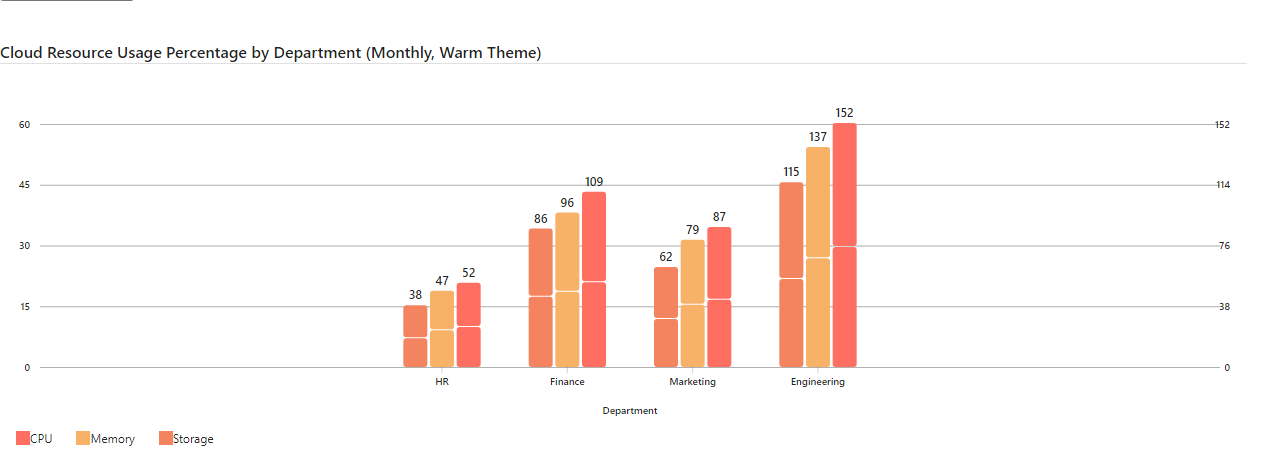 Cloud Resource Usage Percentage by Department (Monthly, Warm Theme)
152
60 137 152
115
109
45 114
96
86 87
79
30 62 76
52
47
38
15 38
0 0
HR Finance Marketing Engineering
Department
CPU Memory Storage